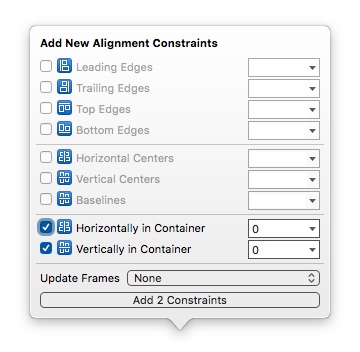 Add New Alignment Constraints
Leading Edges
Trailing Edges
Top Edges
Bottom Edges
Horizontal Centers
Vertical Centers
Baselines
Horizontally in Container 0
Vertically in Container 0
Update Frames None
Add 2 Constraints